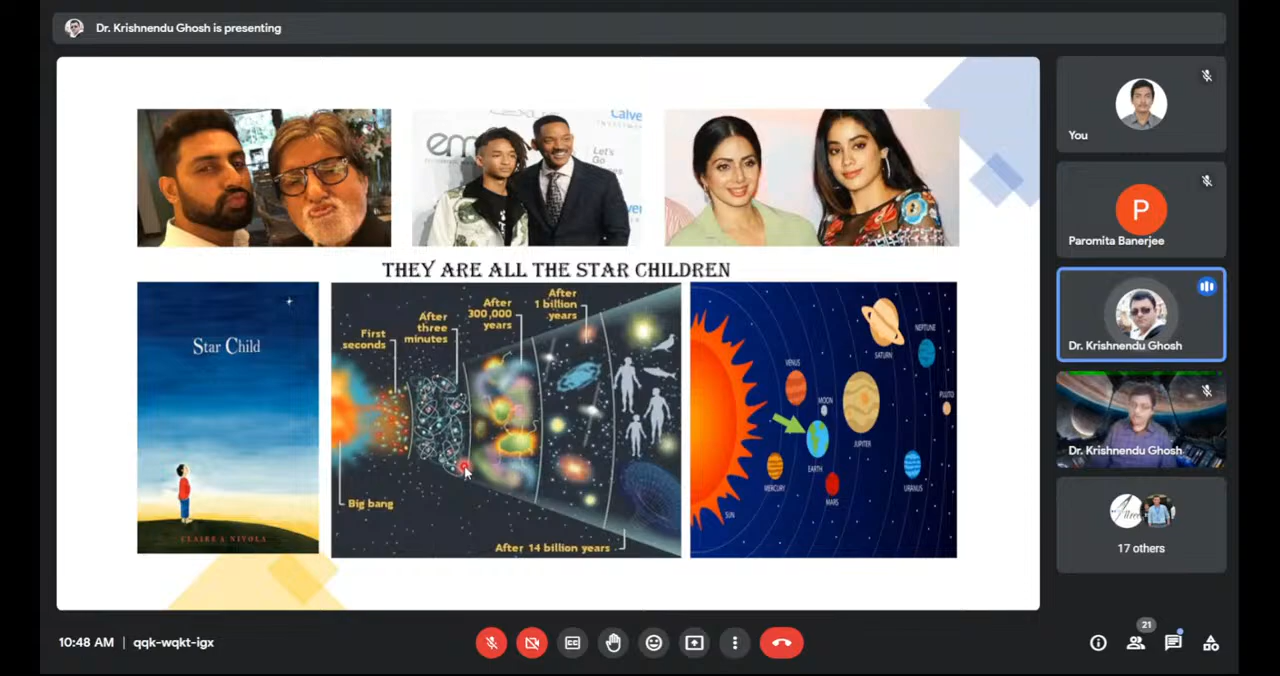 Dr. Krishnendu Ghosh is presenting
You
P
Paromita Banerjee
Dr. Krishnendu Ghosh
Dr. Krishnendu Ghosh
17 others
Let's
Go
THEY ARE ALL THE STAR CHILDREN
Star Child
CLAIRE A NIVOLA
First
seconds
After
three
minutes
After
300,000
years
After
1 billion
years
Big bang
After 14 billion years
SUN
MERCURY
VENUS
MOON
EARTH
MARS
JUPITER
SATURN
URANUS
NEPTUNE
PLUTO
10:48 AM | qqk-wqkt-igx
21